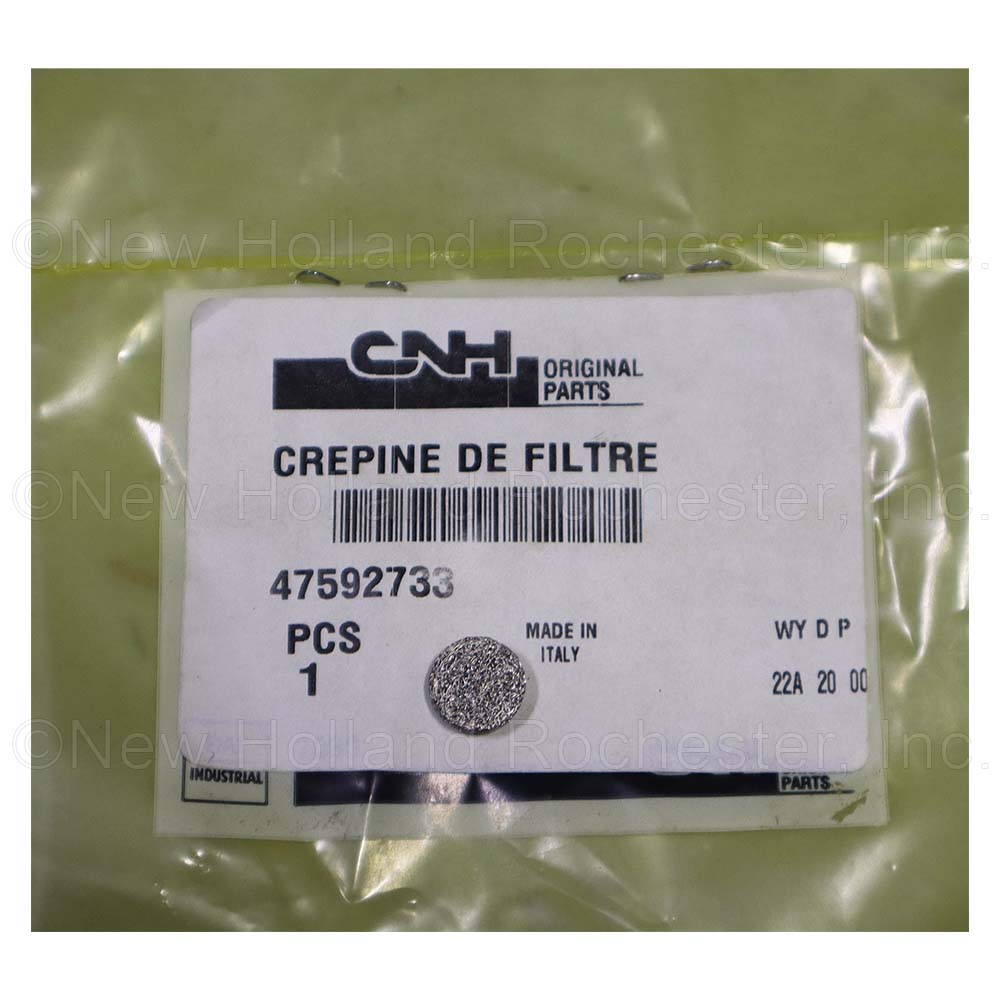 ©New Holland Rochester, Inc.
CNH
ORIGINAL
PARTS
CREPINE DE FILTRE
©New Holland Rochester, Inc.
47592733
PCS
1
MADE IN
ITALY
WY D P
22A 20 00
©New Holland Rochester, Inc.
INDUSTRIAL
PARTS